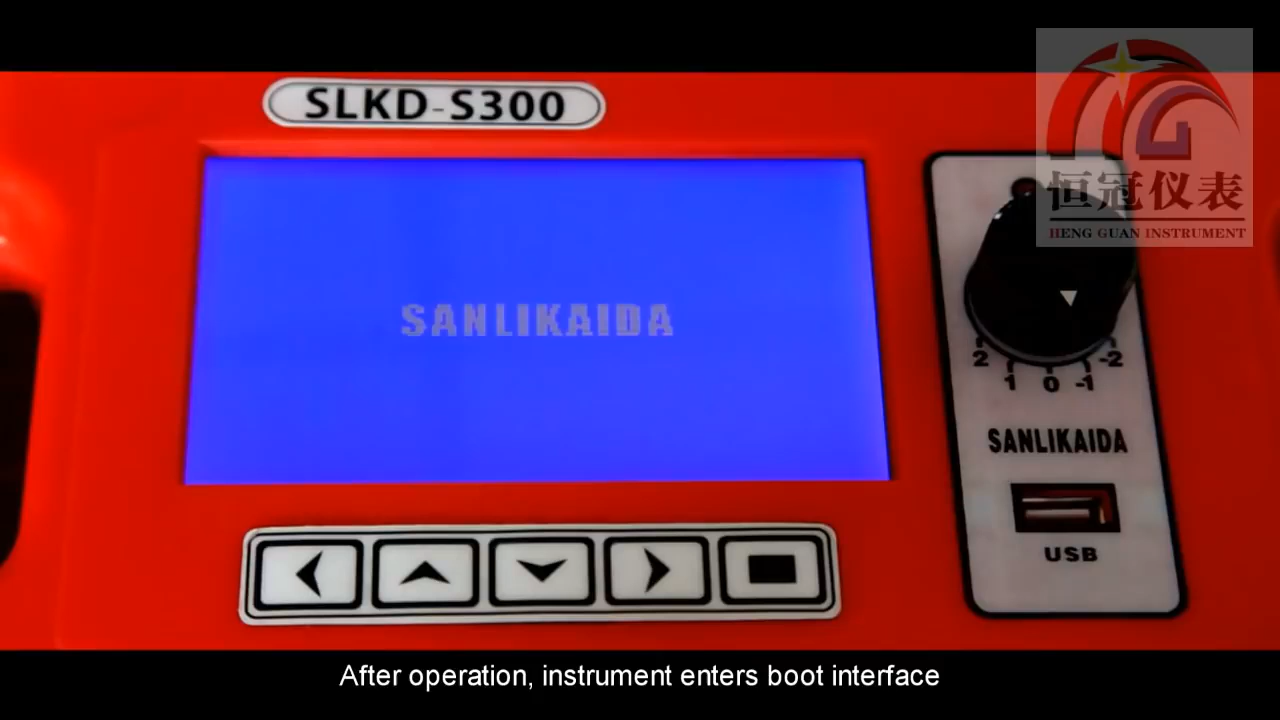 SLKD-S300
恒冠仪表
HENG GUAN INSTRUMENT
SANLIKAIDA
2 1 0 -1 -2
SANLIKAIDA
USB
After operation, instrument enters boot interface